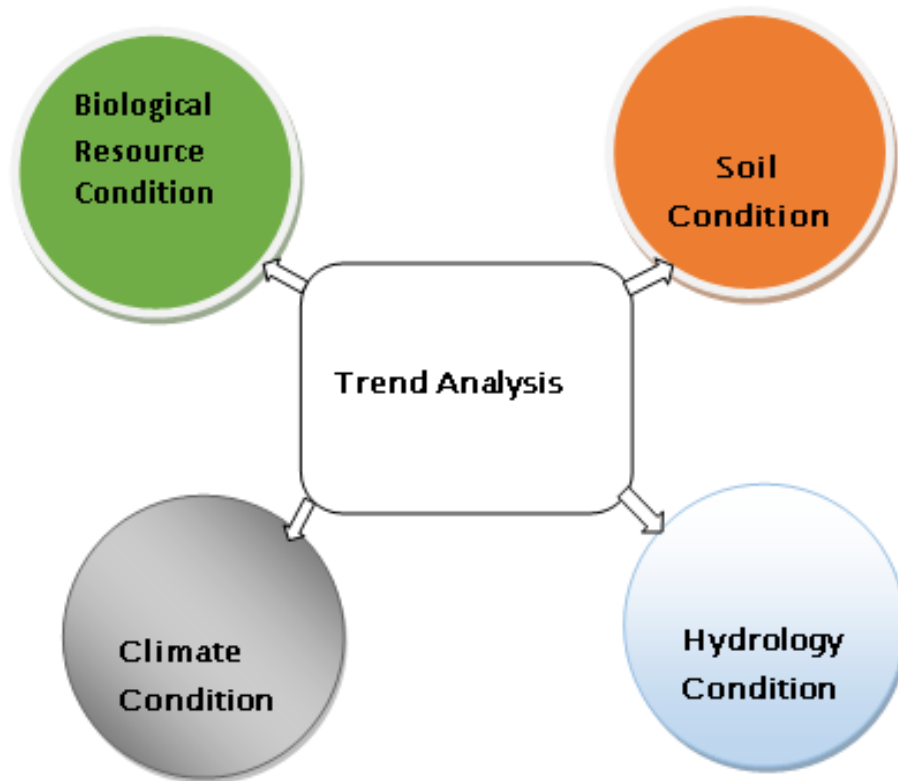 Biological
Resource
Condition
Soil
Condition
Trend Analysis
Climate
Condition
Hydrology
Condition